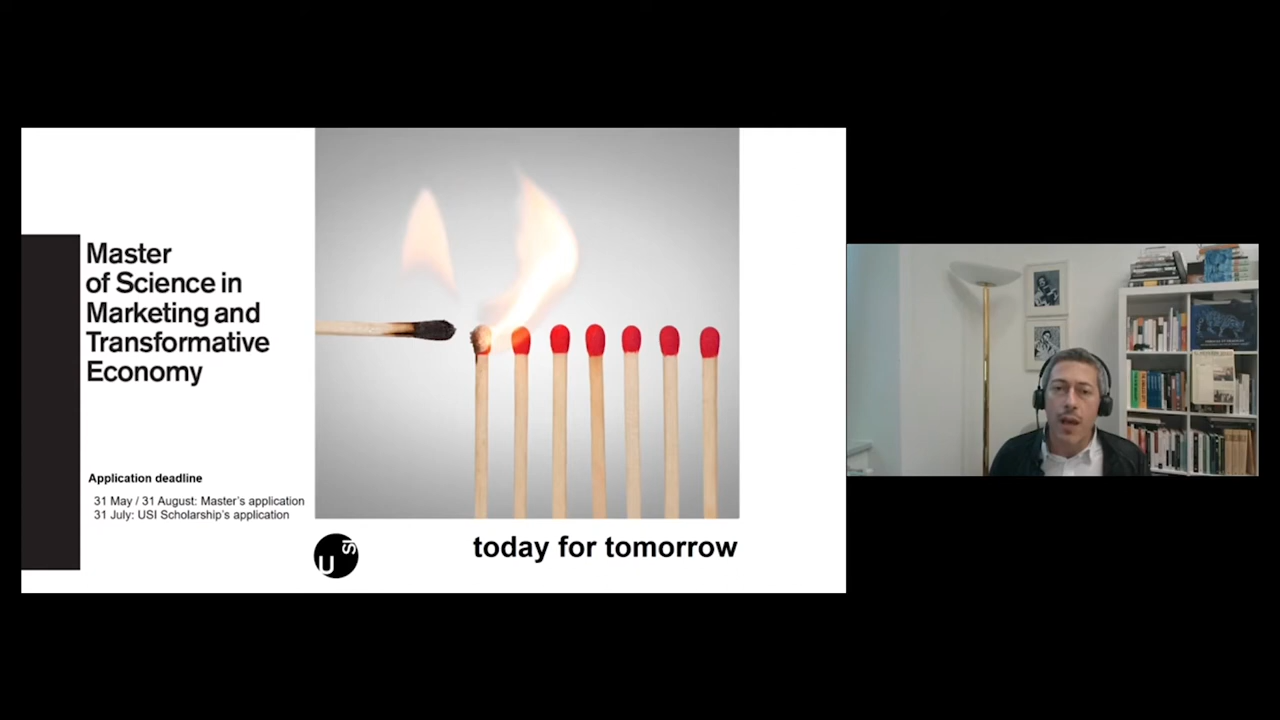 Master
of Science in
Marketing and
Transformative
Economy
Application deadline
31 May / 31 August: Master's application
31 July: USI Scholarship's application
USI
today for tomorrow